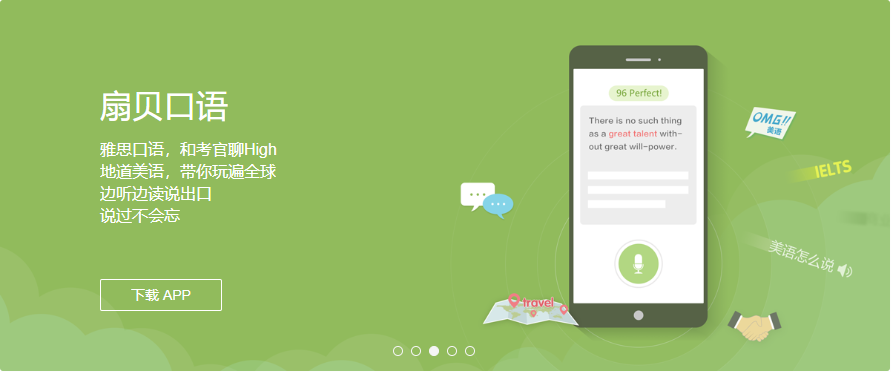 扇贝口语
雅思口语，和考官聊High
地道美语，带你玩遍全球
边听边读说出口
说过不会忘
下载 APP
96 Perfect!
There is no such thing
as a great talent with-
out great will-power.
OMG!!
美语
IELTS
美语怎么说
travel